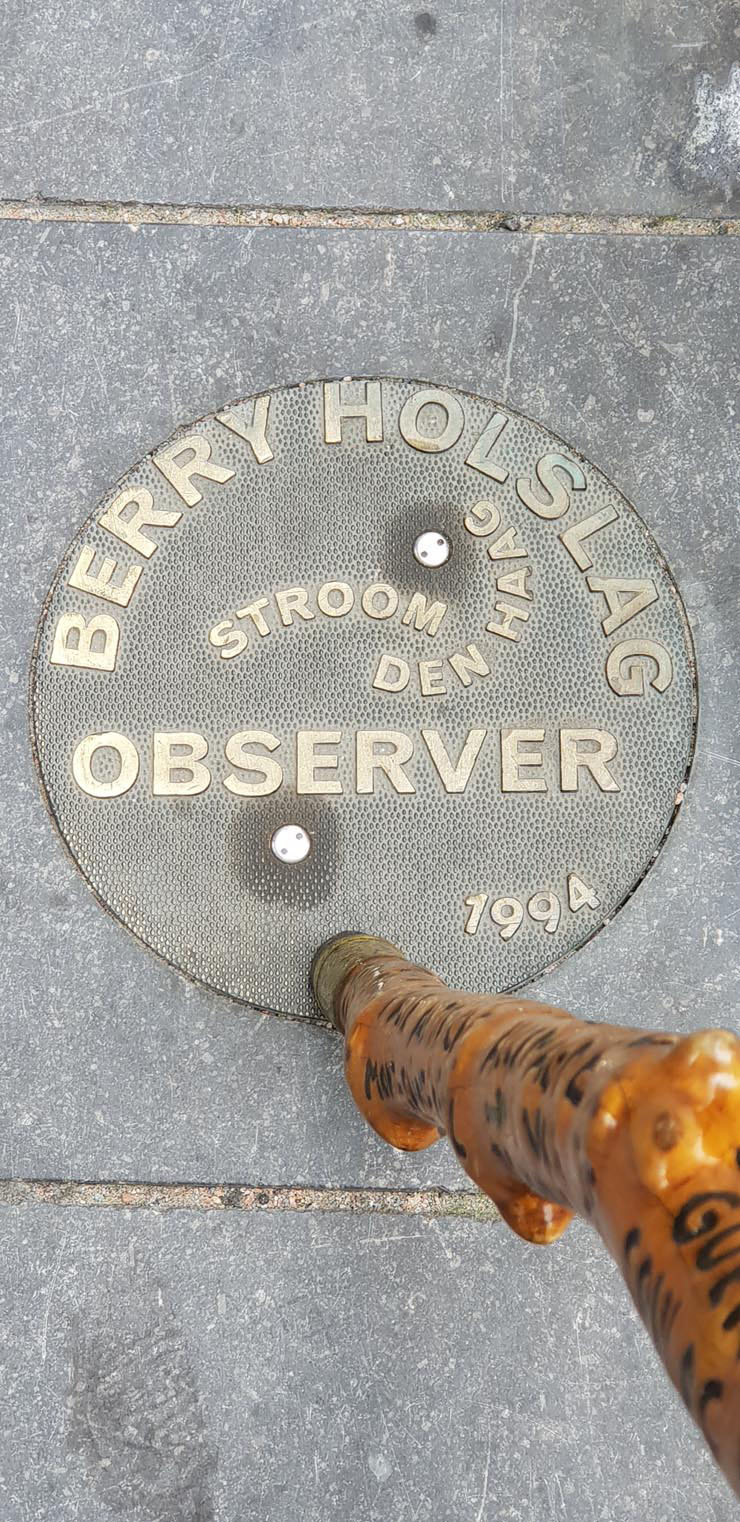 BERRY HOLSLAG
STROOM
DEN HAAG
OBSERVER
1994